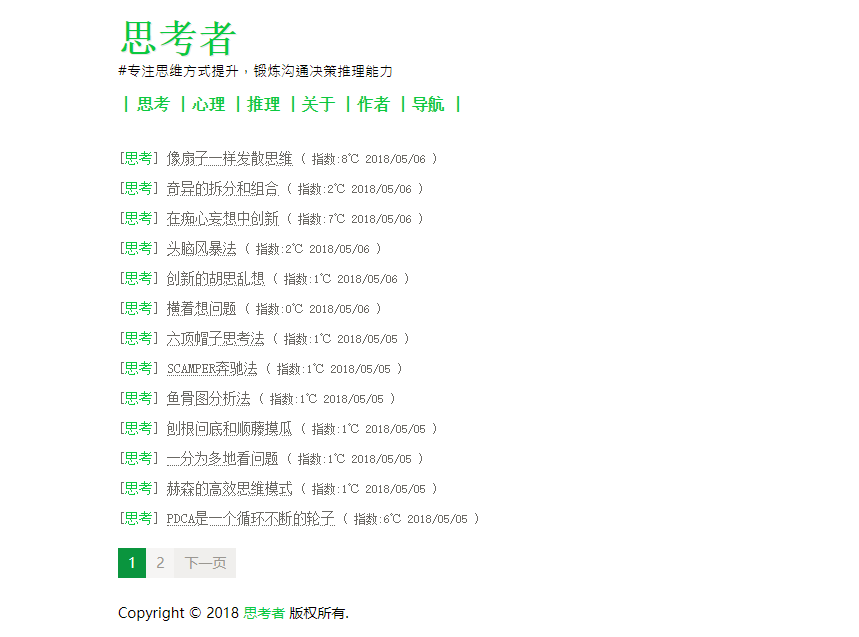 思考者
#专注思维方式提升，锻炼沟通决策推理能力
| 思考 | 心理 | 推理 | 关于 | 作者 | 导航 |
[思考] 像扇子一样发散思维 ( 指数:8℃ 2018/05/06 )
[思考] 奇异的拆分和组合 ( 指数:2℃ 2018/05/06 )
[思考] 在痴心妄想中创新 ( 指数:7℃ 2018/05/06 )
[思考] 头脑风暴法 ( 指数:2℃ 2018/05/06 )
[思考] 创新的胡思乱想 ( 指数:1℃ 2018/05/06 )
[思考] 横着想问题 ( 指数:0℃ 2018/05/06 )
[思考] 六项帽子思考法 ( 指数:1℃ 2018/05/05 )
[思考] SCAMPER奔驰法 ( 指数:1℃ 2018/05/05 )
[思考] 鱼骨图分折法 ( 指数:1℃ 2018/05/05 )
[思考] 刨根问底和顺藤摸瓜 ( 指数:1℃ 2018/05/05 )
[思考] 一分为多地看问题 ( 指数:1℃ 2018/05/05 )
[思考] 赫森的高效思维模式 ( 指数:1℃ 2018/05/05 )
[思考] PDCA是一个循环不断的轮子 ( 指数:6℃ 2018/05/05 )
1 2 下一页
Copyright © 2018 思考者 版权所有.